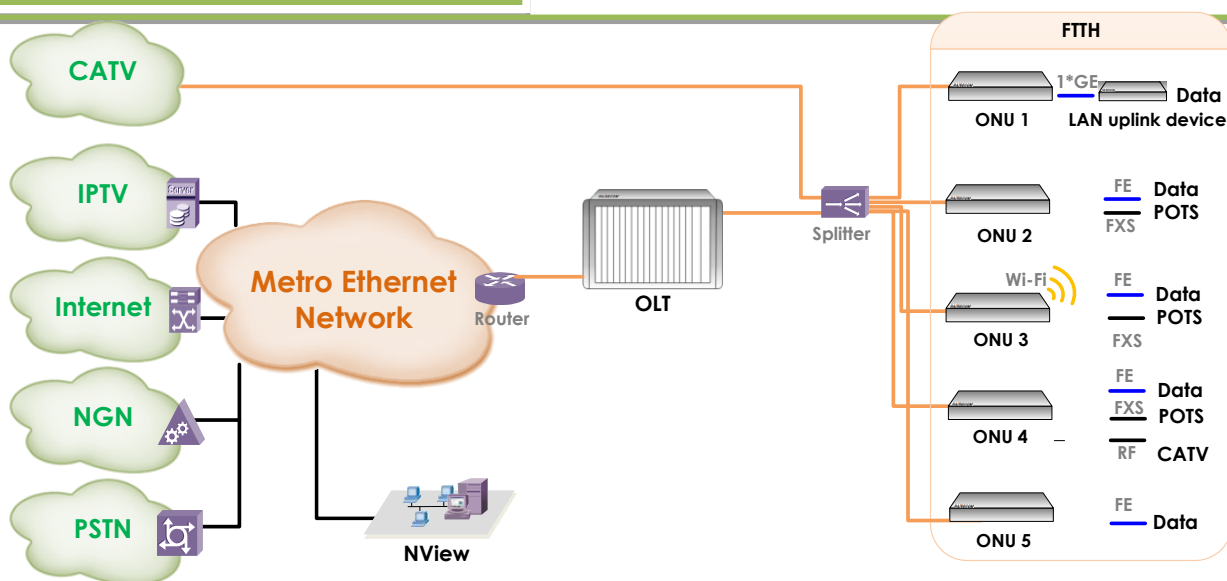 FTTH
CATV
1*GE
Data
ONU 1
LAN uplink device
IPTV
Server
FE
Data
POTS
FXS
ONU 2
Splitter
Metro Ethernet
Network
Internet
Router
OLT
Wi-Fi
FE
Data
POTS
FXS
ONU 3
NGN
FE
Data
FXS
POTS
ONU 4
RF
CATV
PSTN
NView
FE
Data
ONU 5